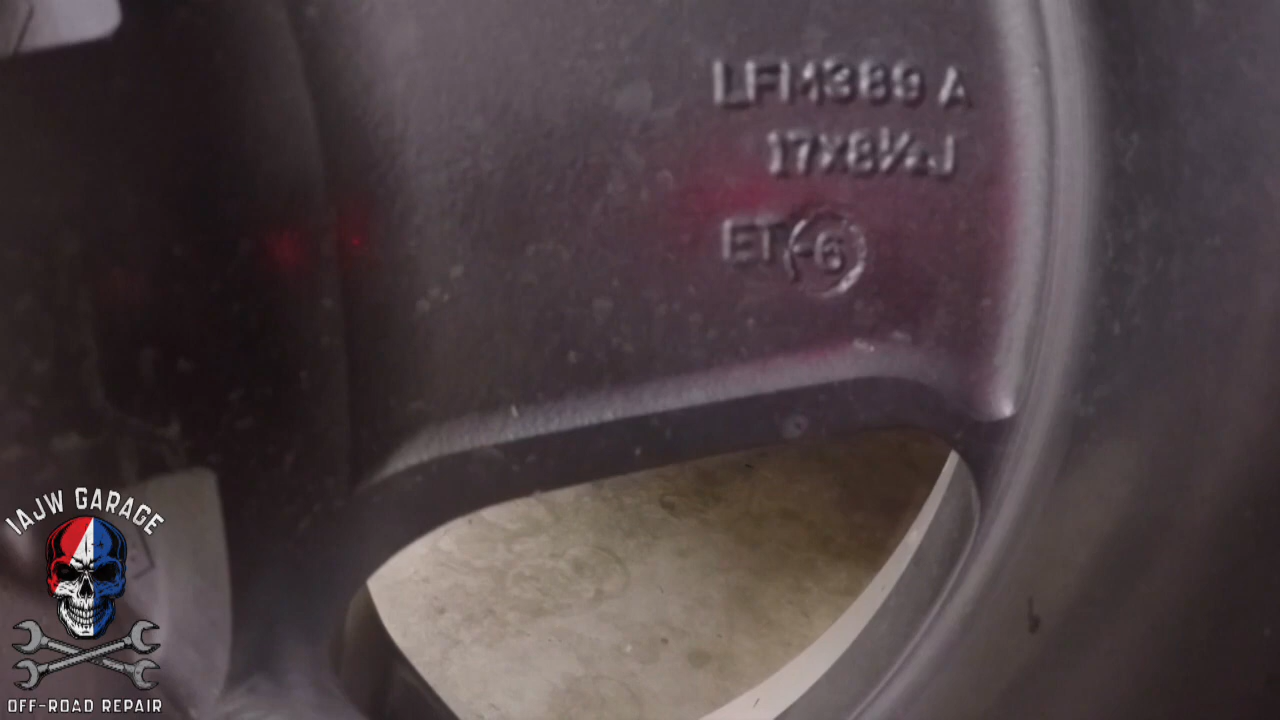 LFM389 A
17X8½J
ET-6
IAJW GARAGE
OFF-ROAD REPAIR